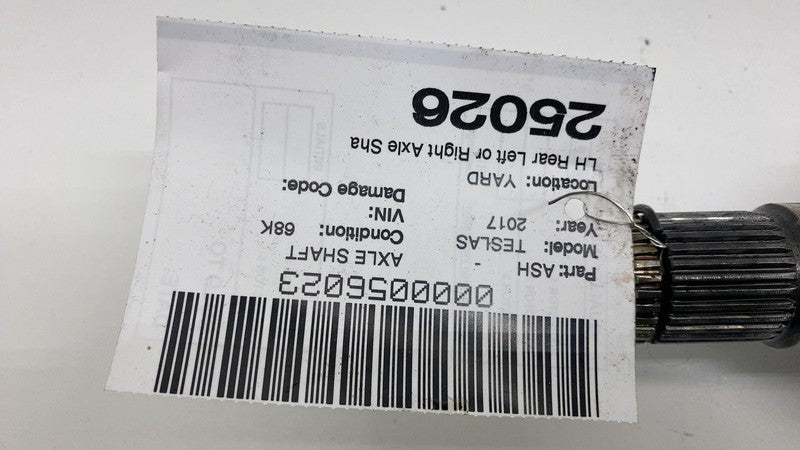 0000056023
Part: ASH - AXLE SHAFT
Model: TESLAS Condition: 68K
Year: 2017 VIN:
Location: YARD Damage Code:
LH Rear Left or Right Axle Sha
25026